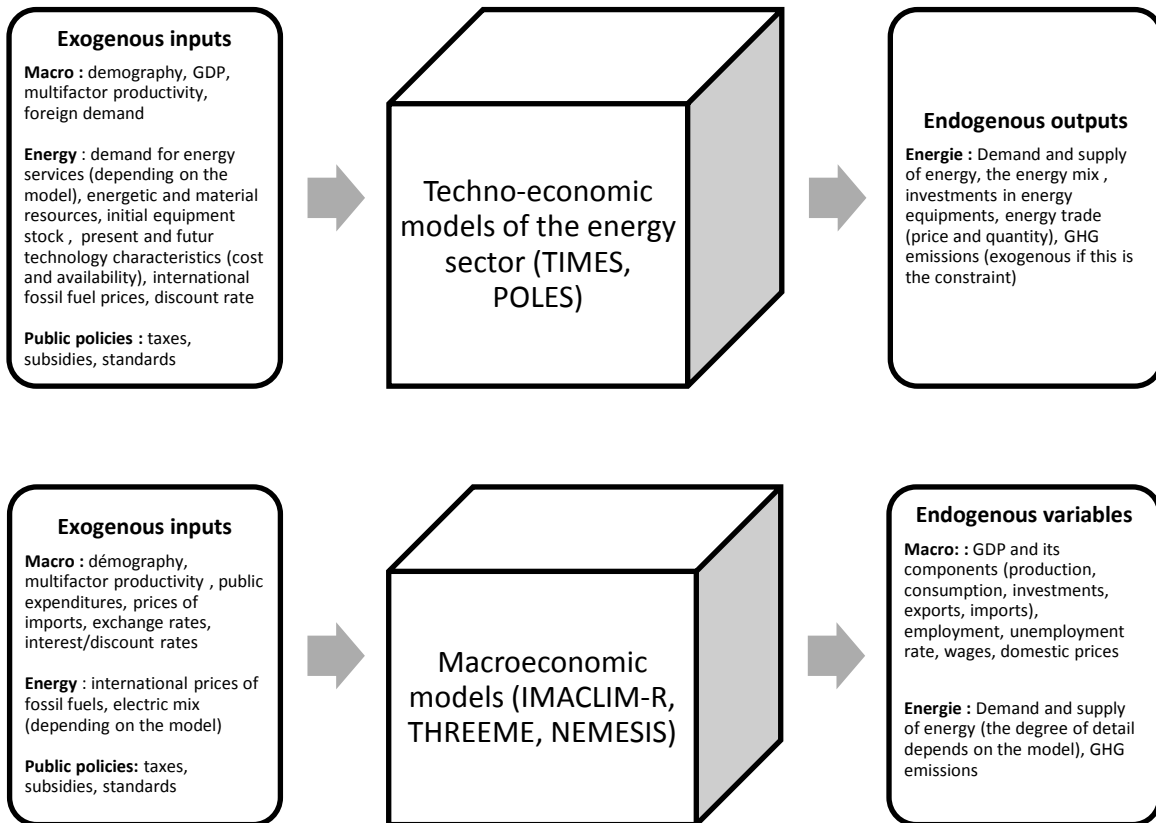 Exogenous inputs
Macro : demography, GDP,
multifactor productivity,
foreign demand
Energy : demand for energy
services (depending on the
model), energetic and material
resources, initial equipment
stock , present and futur
technology characteristics (cost
and availability), international
fossil fuel prices, discount rate
Public policies : taxes,
subsidies, standards
Techno-economic
models of the energy
sector (TIMES,
POLES)
Endogenous outputs
Energie : Demand and supply
of energy, the energy mix ,
investments in energy
equipments, energy trade
(price and quantity), GHG
emissions (exogenous if this is
the constraint)
Exogenous inputs
Macro : démography,
multifactor productivity , public
expenditures, prices of
imports, exchange rates,
interest/discount rates
Energy : international prices of
fossil fuels, electric mix
(depending on the model)
Public policies: taxes,
subsidies, standards
Macroeconomic
models (IMACLIM-R,
THREEME, NEMESIS)
Endogenous variables
Macro: : GDP and its
components (production,
consumption, investments,
exports, imports),
employment, unemployment
rate, wages, domestic prices
Energie : Demand and supply
of energy (the degree of detail
depends on the model), GHG
emissions